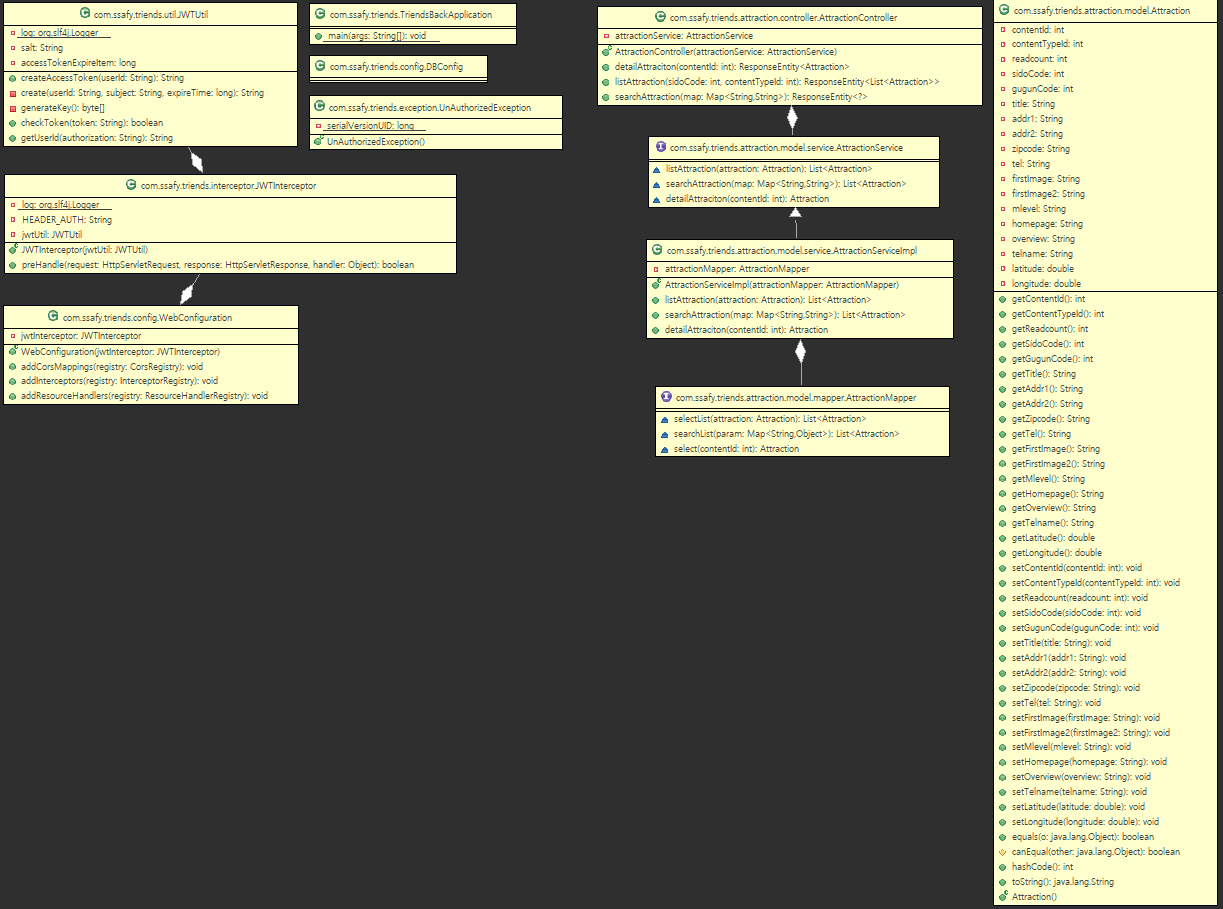 com.ssafy.triends.util.JWTUtil
log: org.slf4j.Logger
salt: String
accessTokenExpireItem: long
createAccessToken(userId: String): String
create(userId: String, subject: String, expireTime: long): String
generateKey(): byte[]
checkToken(token: String): boolean
getUserId(authorization: String): String
com.ssafy.triends.interceptor.JWTInterceptor
log: org.slf4j.Logger
HEADER_AUTH: String
jwtUtil: JWTUtil
JWTInterceptor(jwtUtil: JWTUtil)
preHandle(request: HttpServletRequest, response: HttpServletResponse, handler: Object): boolean
com.ssafy.triends.config.WebConfiguration
jwtInterceptor: JWTInterceptor
WebConfiguration(jwtInterceptor: JWTInterceptor)
addCorsMappings(registry: CorsRegistry): void
addInterceptors(registry: InterceptorRegistry): void
addResourceHandlers(registry: ResourceHandlerRegistry): void
com.ssafy.triends.TriendsBackApplication
main(args: String[]): void
com.ssafy.triends.config.DBConfig
com.ssafy.triends.exception.UnAuthorizedException
serialVersionUID: long
UnAuthorizedException()
com.ssafy.triends.attraction.controller.AttractionController
attractionService: AttractionService
AttractionController(attractionService: AttractionService)
detailAttraciton(contentId: int): ResponseEntity<Attraction>
listAttraction(sidoCode: int, contentTypeId: int): ResponseEntity<List<Attraction>>
searchAttraction(map: Map<String,String>): ResponseEntity<?>
com.ssafy.triends.attraction.model.service.AttractionService
listAttraction(attraction: Attraction): List<Attraction>
searchAttraction(map: Map<String,String>): List<Attraction>
detailAttraciton(contentId: int): Attraction
com.ssafy.triends.attraction.model.service.AttractionServiceImpl
attractionMapper: AttractionMapper
AttractionServiceImpl(attractionMapper: AttractionMapper)
listAttraction(attraction: Attraction): List<Attraction>
searchAttraction(map: Map<String,String>): List<Attraction>
detailAttraciton(contentId: int): Attraction
com.ssafy.triends.attraction.model.mapper.AttractionMapper
selectList(attraction: Attraction): List<Attraction>
searchList(param: Map<String,Object>): List<Attraction>
select(contentId: int): Attraction
com.ssafy.triends.attraction.model.Attraction
contentId: int
contentTypeId: int
readcount: int
sidoCode: int
gugunCode: int
title: String
addr1: String
addr2: String
zipcode: String
tel: String
firstImage: String
firstImage2: String
mlevel: String
homepage: String
overview: String
telname: String
latitude: double
longitude: double
getContentId(): int
getContentTypeId(): int
getReadcount(): int
getSidoCode(): int
getGugunCode(): int
getTitle(): String
getAddr1(): String
getAddr2(): String
getZipcode(): String
getTel(): String
getFirstImage(): String
getFirstImage2(): String
getMlevel(): String
getHomepage(): String
getOverview(): String
getTelname(): String
getLatitude(): double
getLongitude(): double
setContentId(contentId: int): void
setContentTypeId(contentTypeId: int): void
setReadcount(readcount: int): void
setSidoCode(sidoCode: int): void
setGugunCode(gugunCode: int): void
setTitle(title: String): void
setAddr1(addr1: String): void
setAddr2(addr2: String): void
setZipcode(zipcode: String): void
setTel(tel: String): void
setFirstImage(firstImage: String): void
setFirstImage2(firstImage2: String): void
setMlevel(mlevel: String): void
setHomepage(homepage: String): void
setOverview(overview: String): void
setTelname(telname: String): void
setLatitude(latitude: double): void
setLongitude(longitude: double): void
equals(o: java.lang.Object): boolean
canEqual(other: java.lang.Object): boolean
hashCode(): int
toString(): java.lang.String
Attraction()